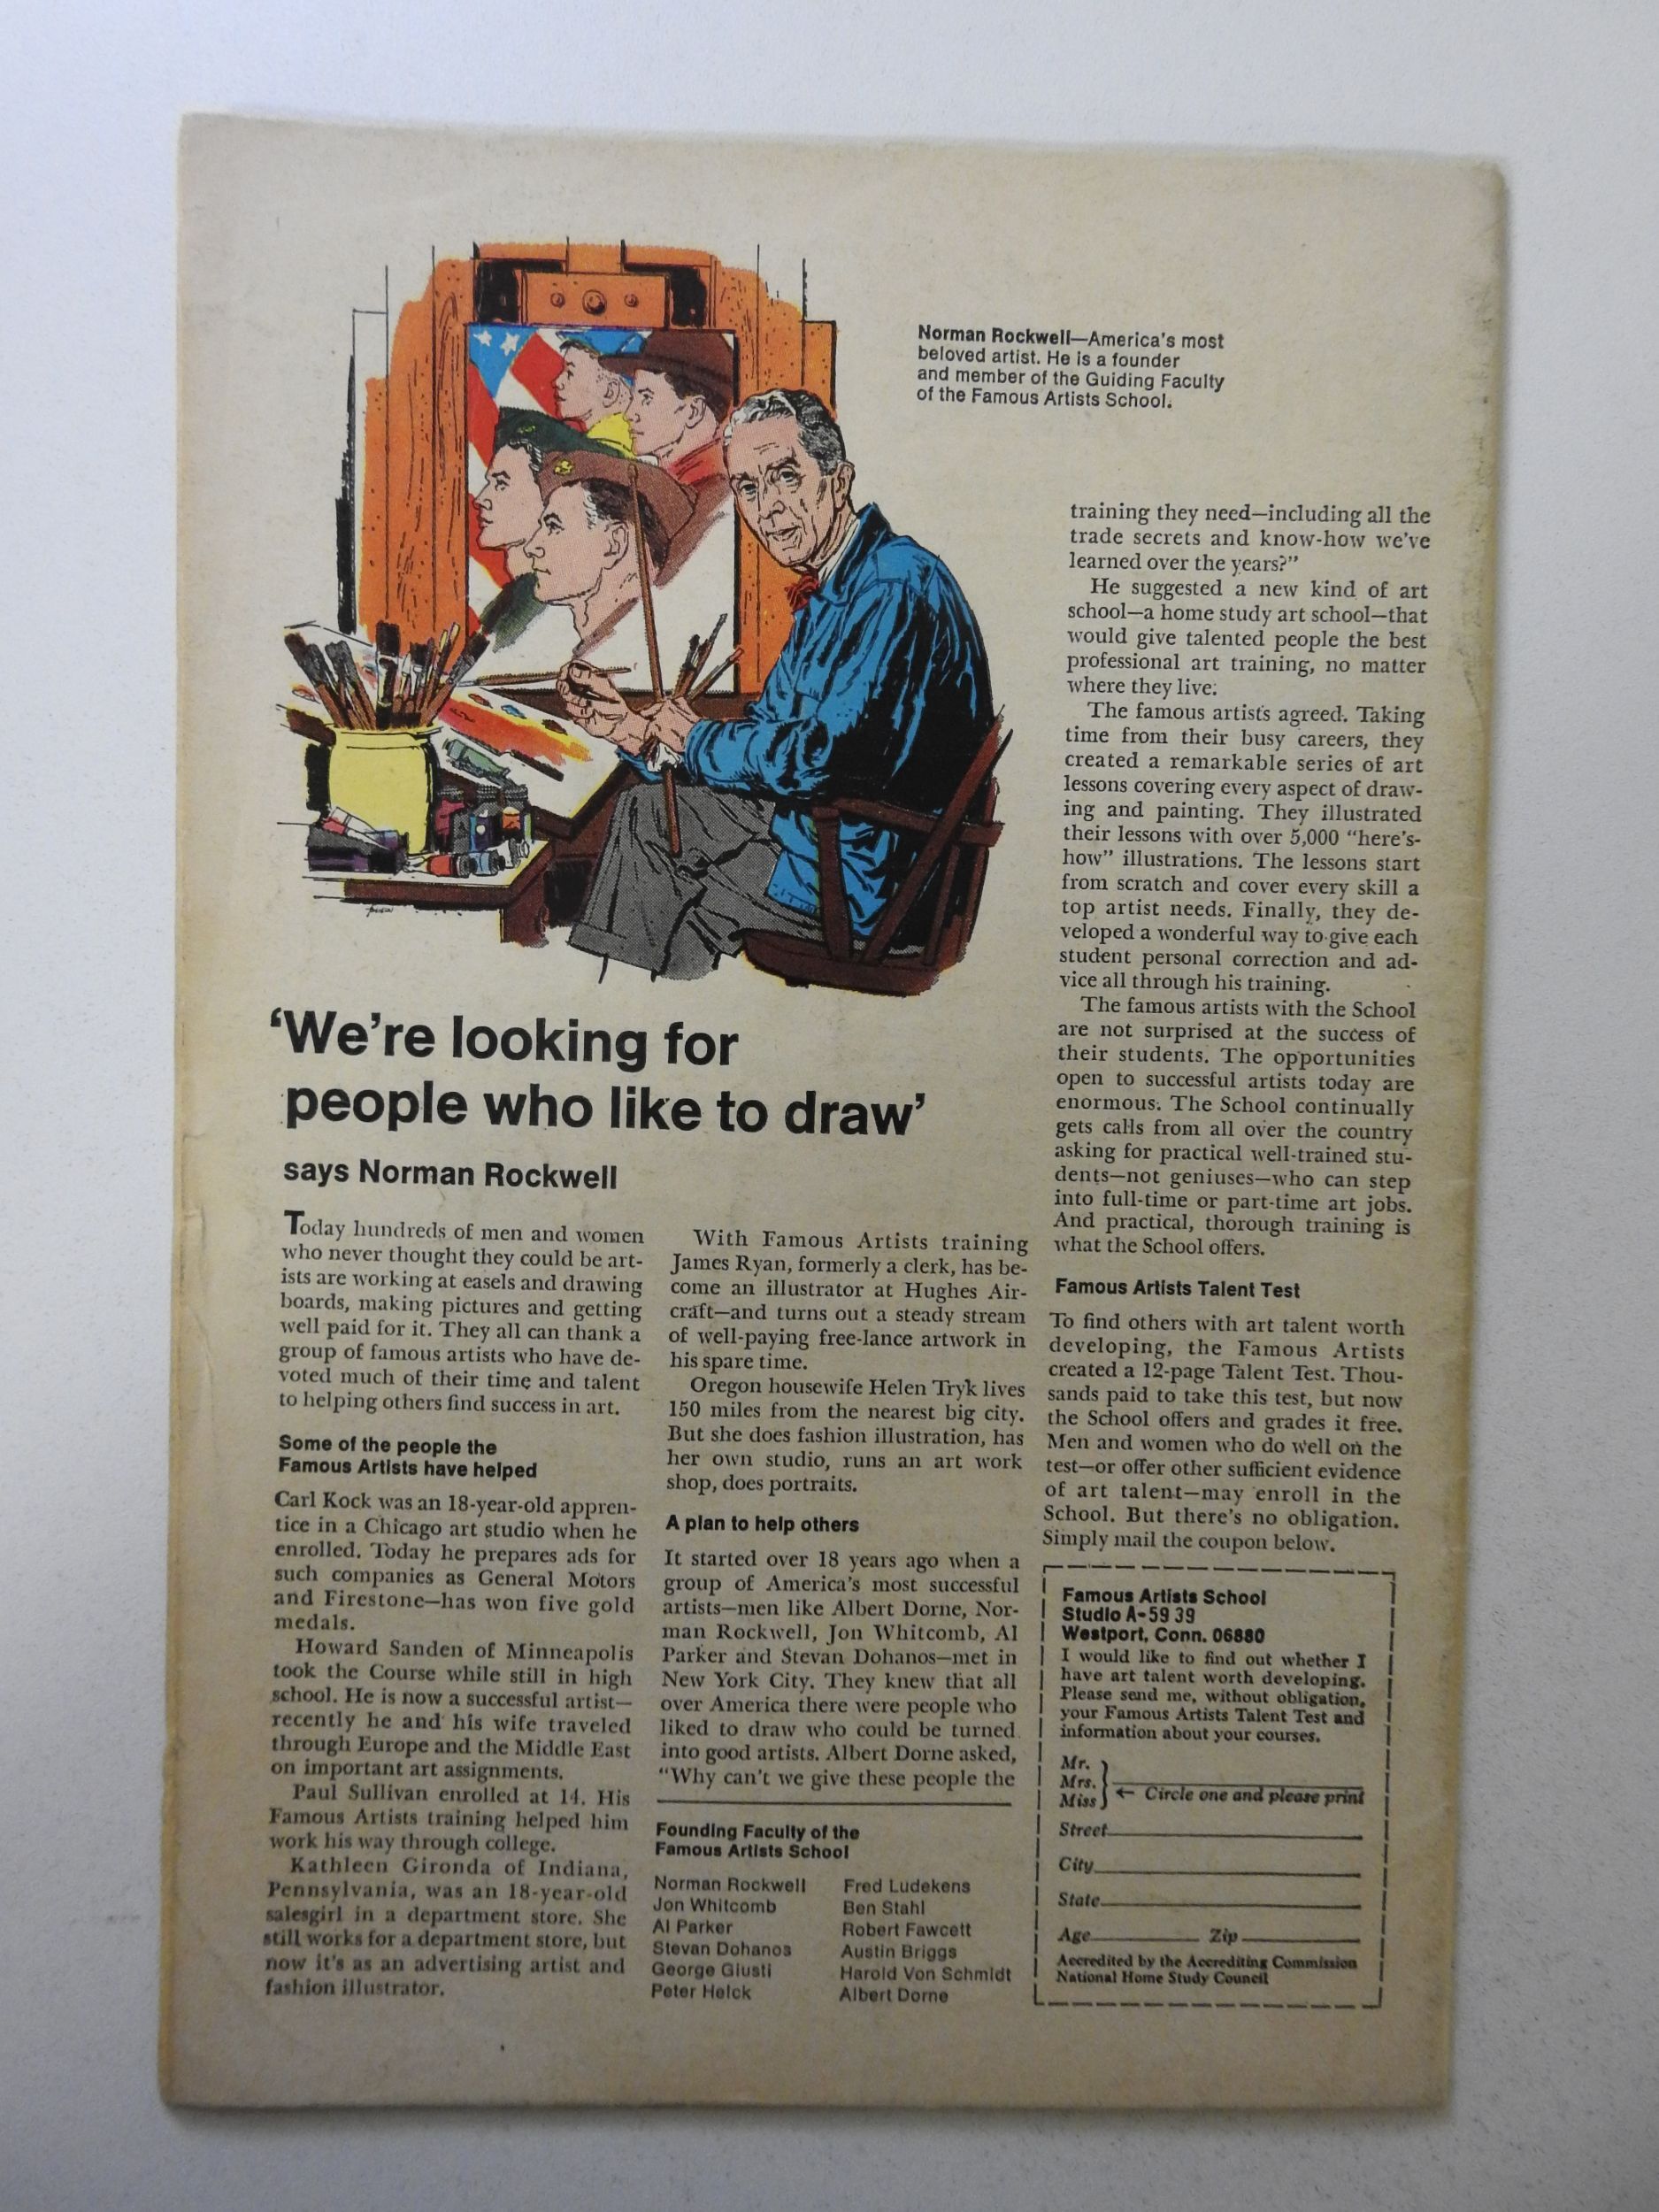 Norman Rockwell—America's most
beloved artist. He is a founder
and member of the Guiding Faculty
of the Famous Artists School.
'We're looking for
people who like to draw'
says Norman Rockwell
Today hundreds of men and women
who never thought they could be art-
ists are working at easels and drawing
boards, making pictures and getting
well paid for it. They all can thank a
group of famous artists who have de-
voted much of their time and talent
to helping others find success in art.
Some of the people the
Famous Artists have helped
Carl Kock was an 18-year-old appren-
tice in a Chicago art studio when he
enrolled. Today he prepares ads for
such companies as General Motors
and Firestone—has won five gold
medals.
Howard Sanden of Minneapolis
took the Course while still in high
school. He is now a successful artist—
recently he and his wife traveled
through Europe and the Middle East
on important art assignments.
Paul Sullivan enrolled at 14. His
Famous Artists training helped him
work his way through college.
Kathleen Gironda of Indiana,
Pennsylvania, was an 18-year-old
salesgirl in a department store. She
still works for a department store, but
now it's as an advertising artist and
fashion illustrator.
With Famous Artists training
James Ryan, formerly a clerk, has be-
come an illustrator at Hughes Air-
craft—and turns out a steady stream
of well-paying free-lance artwork in
his spare time.
Oregon housewife Helen Tryk lives
150 miles from the nearest big city.
But she does fashion illustration, has
her own studio, runs an art work
shop, does portraits.
A plan to help others
It started over 18 years ago when a
group of America's most successful
artists—men like Albert Dorne, Nor-
man Rockwell, Jon Whitcomb, Al
Parker and Stevan Dohanos—met in
New York City. They knew that all
over America there were people who
liked to draw who could be turned
into good artists. Albert Dorne asked,
"Why can't we give these people the
Founding Faculty of the
Famous Artists School
Norman Rockwell
Jon Whitcomb
Al Parker
Stevan Dohanos
George Giusti
Peter Helck
Fred Ludekens
Ben Stahl
Robert Fawcett
Austin Briggs
Harold Von Schmidt
Albert Dorne
training they need—including all the
trade secrets and know-how we've
learned over the years?"
He suggested a new kind of art
school—a home study art school—that
would give talented people the best
professional art training, no matter
where they live.
The famous artists agreed. Taking
time from their busy careers, they
created a remarkable series of art
lessons covering every aspect of draw-
ing and painting. They illustrated
their lessons with over 5,000 "here's-
how" illustrations. The lessons start
from scratch and cover every skill a
top artist needs. Finally, they de-
veloped a wonderful way to give each
student personal correction and ad-
vice all through his training.
The famous artists with the School
are not surprised at the success of
their students. The opportunities
open to successful artists today are
enormous. The School continually
gets calls from all over the country
asking for practical well-trained stu-
dents—not geniuses—who can step
into full-time or part-time art jobs.
And practical, thorough training is
what the School offers.
Famous Artists Talent Test
To find others with art talent worth
developing, the Famous Artists
created a 12-page Talent Test. Thou-
sands paid to take this test, but now
the School offers and grades it free.
Men and women who do well on the
test—or offer other sufficient evidence
of art talent—may enroll in the
School. But there's no obligation.
Simply mail the coupon below.
Famous Artists School
Studio A-5939
Westport, Conn. 06880
I would like to find out whether I
have art talent worth developing.
Please send me, without obligation,
your Famous Artists Talent Test and
information about your courses.
Mr.
Mrs.
Miss
← Circle one and please print
Street
City
State
Age Zip
Accredited by the Accrediting Commission
National Home Study Council